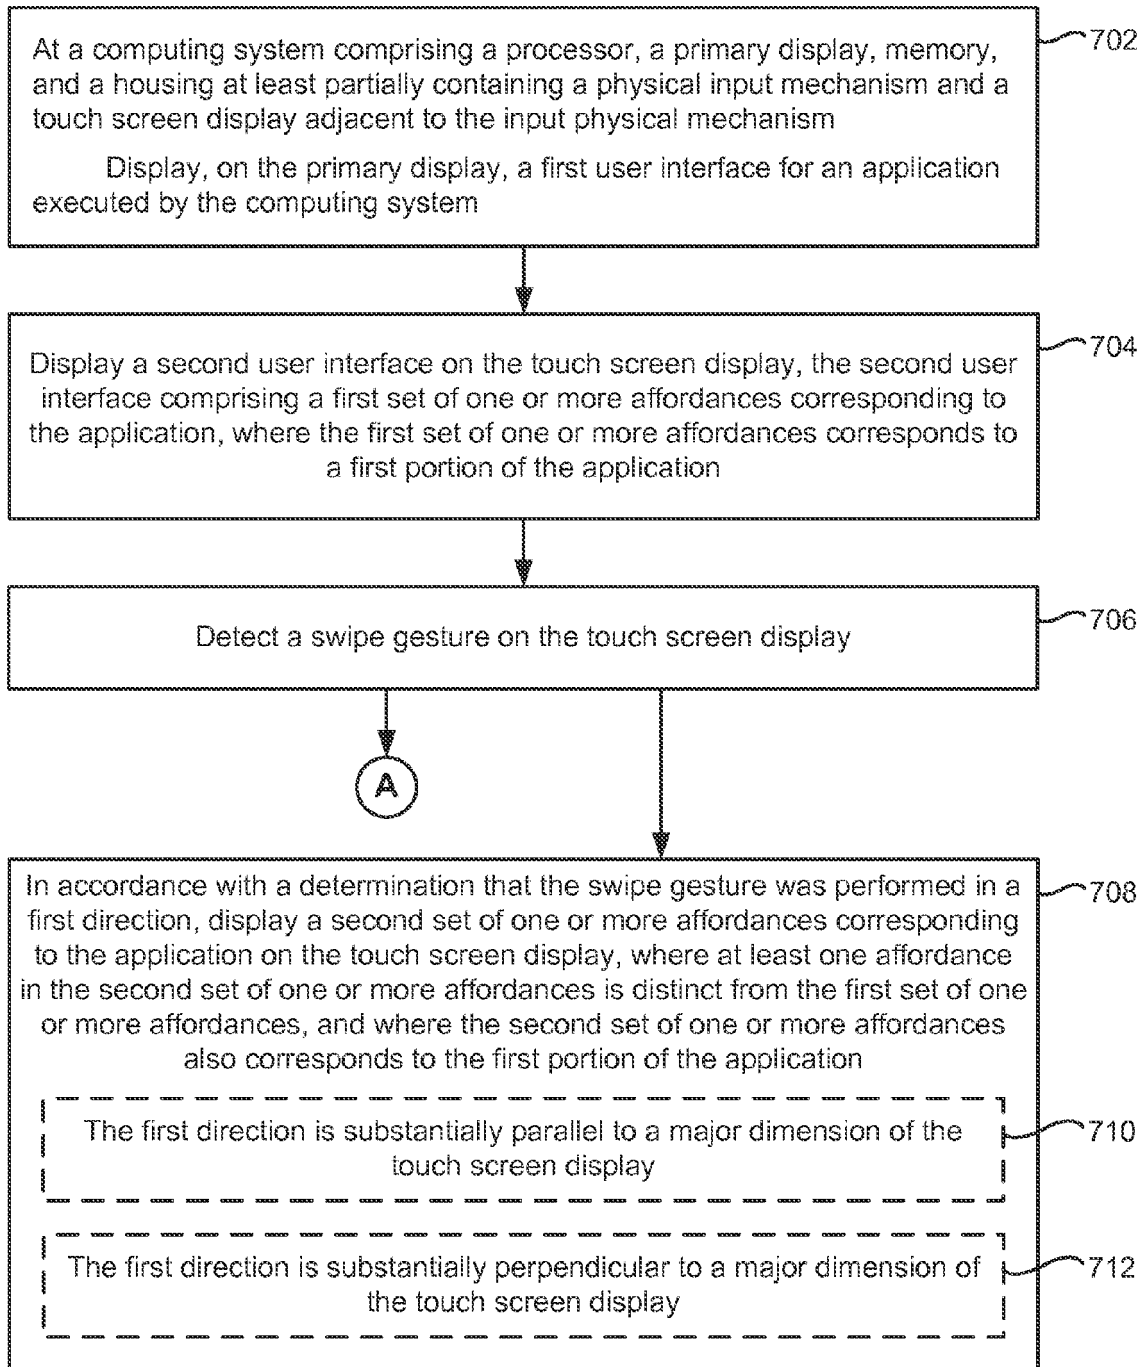 At a computing system comprising a processor, a primary display, memory,
and a housing at least partially containing a physical input mechanism and a
touch screen display adjacent to the input physical mechanism
Display, on the primary display, a first user interface for an application
executed by the computing system
702
Display a second user interface on the touch screen display, the second user
interface comprising a first set of one or more affordances corresponding to
the application, where the first set of one or more affordances corresponds to
a first portion of the application
704
Detect a swipe gesture on the touch screen display
706
A
In accordance with a determination that the swipe gesture was performed in a
first direction, display a second set of one or more affordances corresponding
to the application on the touch screen display, where at least one affordance
in the second set of one or more affordances is distinct from the first set of one
or more affordances, and where the second set of one or more affordances
also corresponds to the first portion of the application
708
The first direction is substantially parallel to a major dimension of the
touch screen display
710
The first direction is substantially perpendicular to a major dimension of
the touch screen display
712